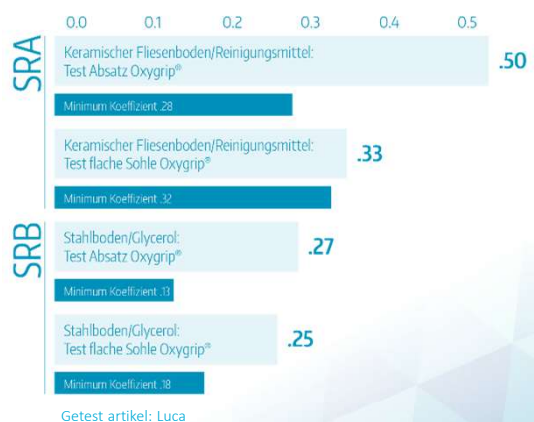 0.0 0.1 0.2 0.3 0.4 0.5
SRA
Keramischer Fliesenboden/Reinigungsmittel:
Test Absatz Oxygrip®
.50
Minimum Koeffizient .28
Keramischer Fliesenboden/Reinigungsmittel:
Test flache Sohle Oxygrip®
.33
Minimum Koeffizient .32
SRB
Stahlboden/Glycerol:
Test Absatz Oxygrip®
.27
Minimum Koeffizient .13
Stahlboden/Glycerol:
Test flache Sohle Oxygrip®
.25
Minimum Koeffizient .18
Getest artikel: Luca